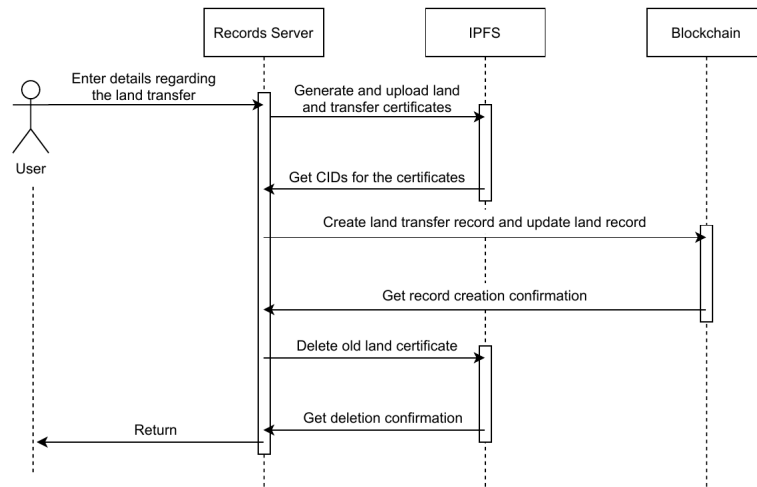 Records Server
IPFS
Blockchain
Enter details regarding
the land transfer
Generate and upload land
and transfer certificates
User
Get CIDs for the certificates
Create land transfer record and update land record
Get record creation confirmation
Delete old land certificate
Get deletion confirmation
Return